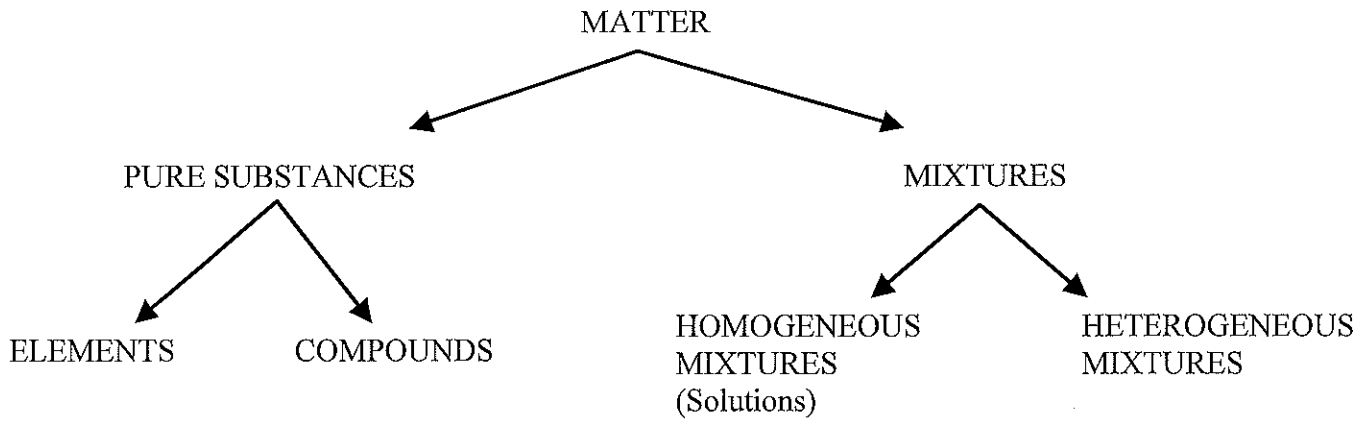 MATTER
PURE SUBSTANCES
MIXTURES
ELEMENTS
COMPOUNDS
HOMOGENEOUS
MIXTURES
(Solutions)
HETEROGENEOUS
MIXTURES